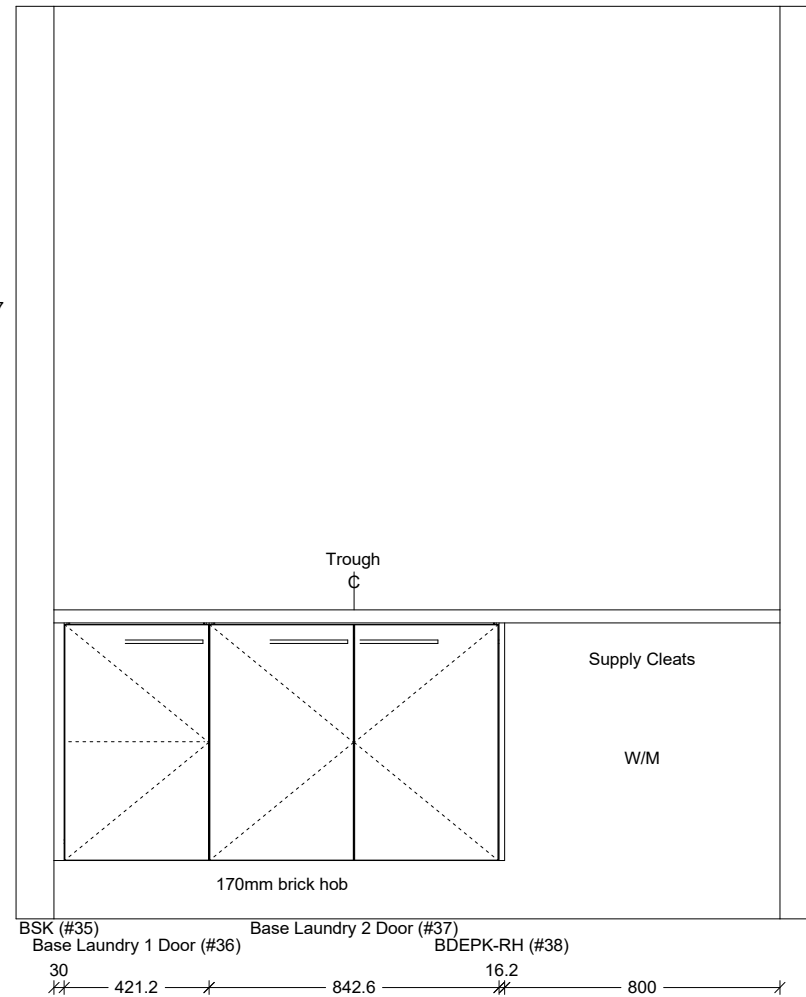 Trough
C
Supply Cleats
W/M
170mm brick hob
BSK (#35)
Base Laundry 2 Door (#37)
Base Laundry 1 Door (#36)
BDEPK-RH (#38)
30
16.2
421.2
842.6
800